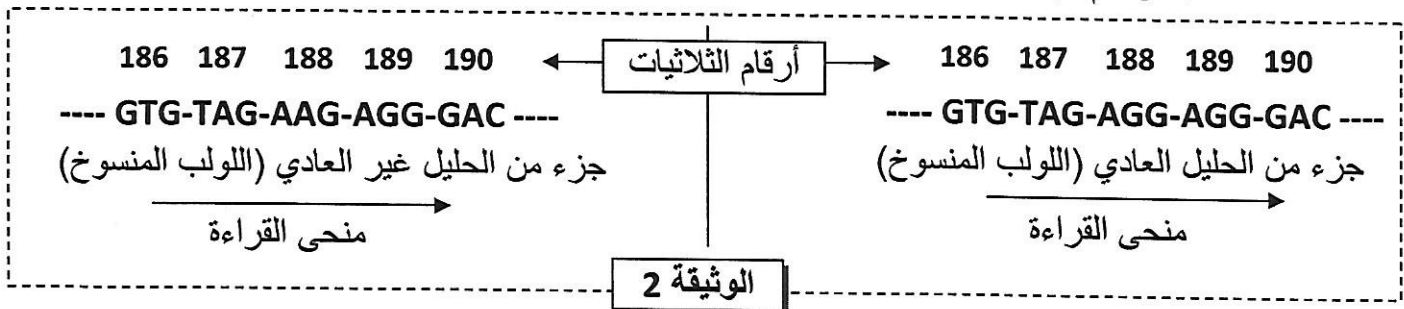 أرقام الثلاثيات
186 187 188 189 190
---- GTG-TAG-AGG-AGG-GAC ----
جزء من الحليل العادي (اللولب المنسوخ)
منحى القراءة
186 187 188 189 190
---- GTG-TAG-AAG-AGG-GAC ----
جزء من الحليل غير العادي (اللولب المنسوخ)
منحى القراءة
الوثيقة 2